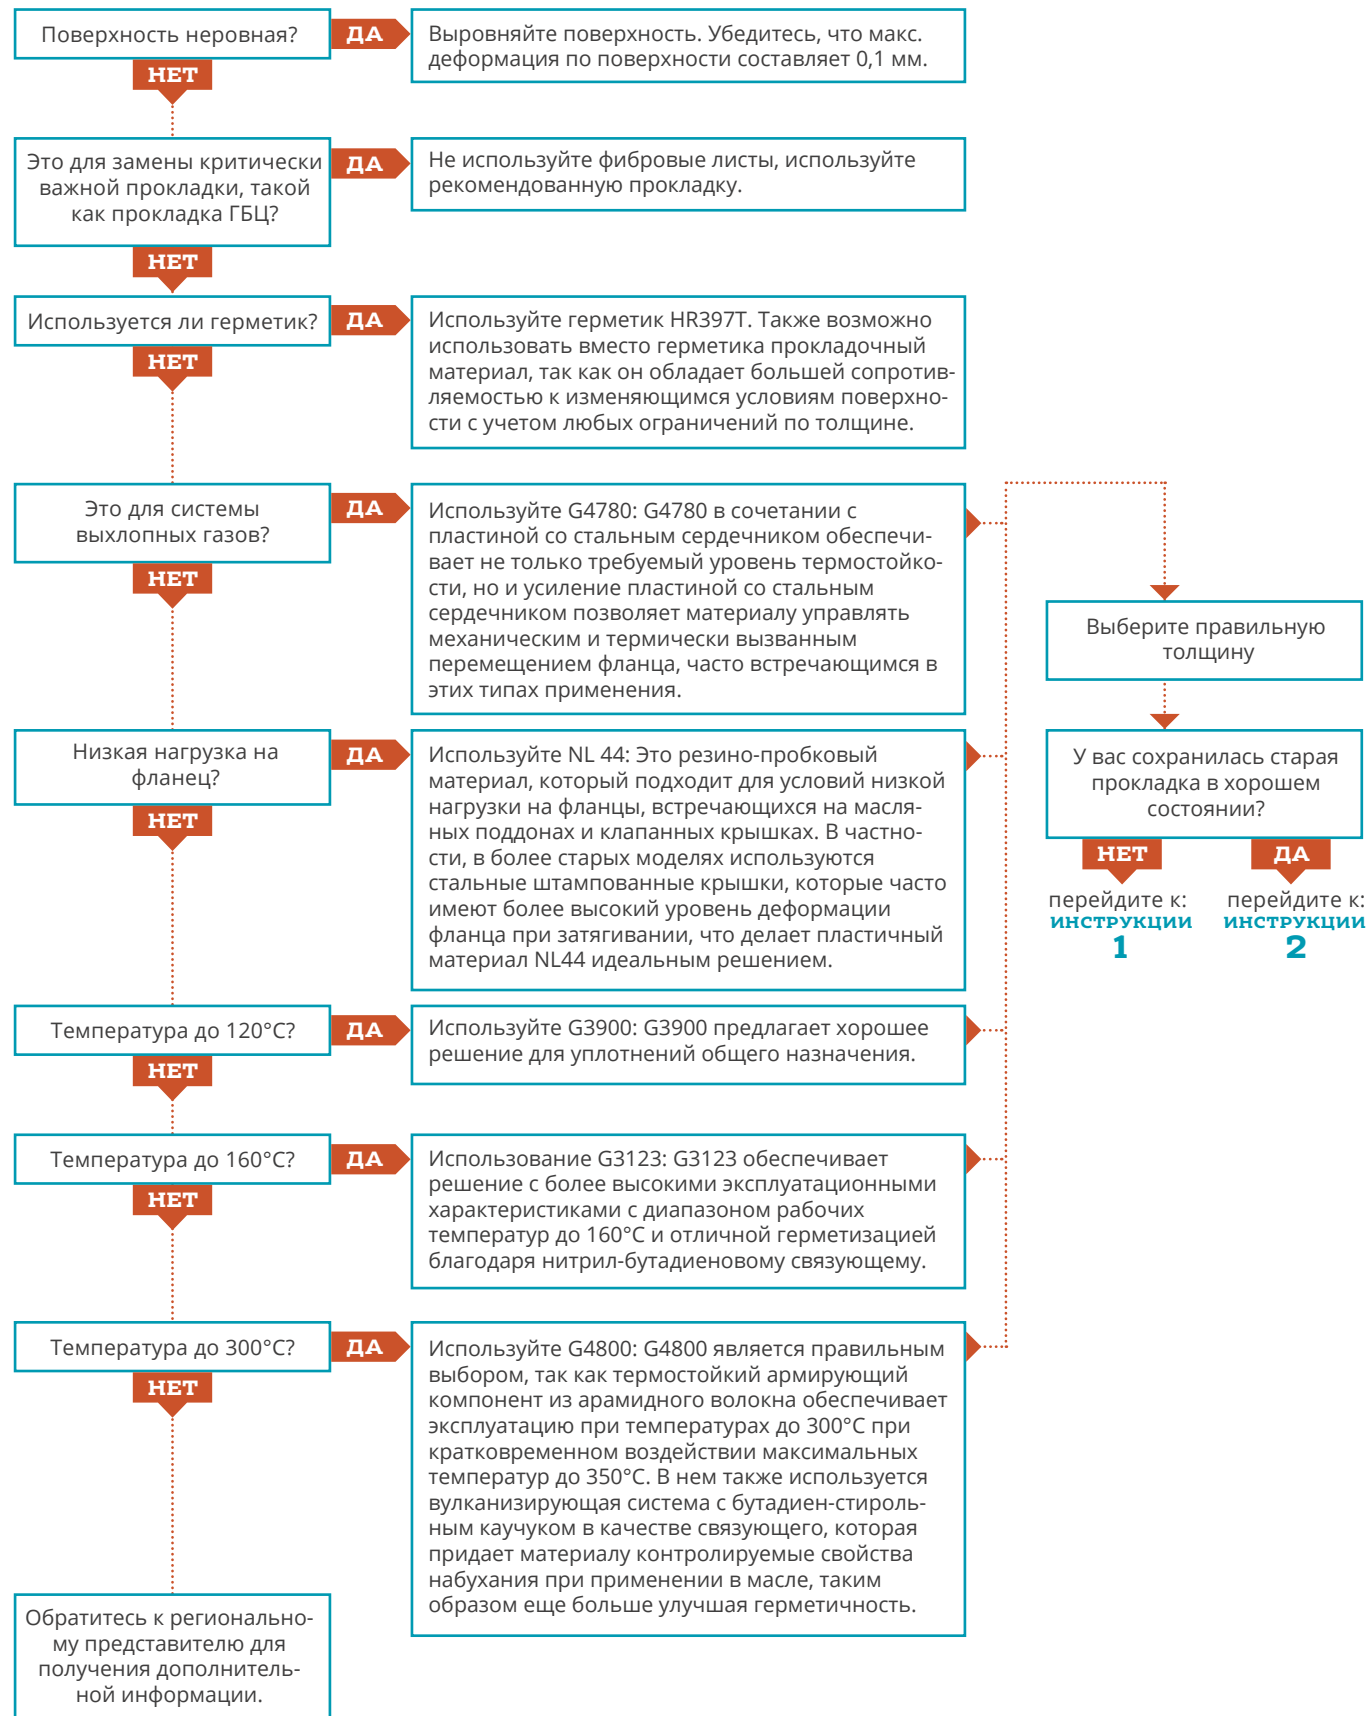 Поверхность неровная?
ДА
Выровняйте поверхность. Убедитесь, что макс.
деформация по поверхности составляет 0,1 мм.
НЕТ
Это для замены критически
важной прокладки, такой
как прокладка ГБЦ?
ДА
Не используйте фибровые листы, используйте
рекомендованную прокладку.
НЕТ
Используется ли герметик?
ДА
Используйте герметик HR397T. Также возможно
использовать вместо герметика прокладочный
материал, так как он обладает большей сопротив-
ляемостью к изменяющимся условиям поверхно-
сти с учетом любых ограничений по толщине.
НЕТ
Это для системы
выхлопных газов?
ДА
Используйте G4780: G4780 в сочетании с
пластиной со стальным сердечником обеспечи-
вает не только требуемый уровень термостойко-
сти, но и усиление пластиной со стальным
сердечником позволяет материалу управлять
механическим и термически вызванным
перемещением фланца, часто встречающимся в
этих типах применения.
НЕТ
Низкая нагрузка на
фланец?
ДА
Используйте NL 44: Это резино-пробковый
материал, который подходит для условий низкой
нагрузки на фланцы, встречающихся на масля-
ных поддонах и клапанных крышках. В частно-
сти, в более старых моделях используются
стальные штампованные крышки, которые часто
имеют более высокий уровень деформации
фланца при затягивании, что делает пластичный
материал NL44 идеальным решением.
НЕТ
Температура до 120°C?
ДА
Используйте G3900: G3900 предлагает хорошее
решение для уплотнений общего назначения.
НЕТ
Температура до 160°C?
ДА
Использование G3123: G3123 обеспечивает
решение с более высокими эксплуатационными
характеристиками с диапазоном рабочих
температур до 160°C и отличной герметизацией
благодаря нитрил-бутадиеновому связующему.
НЕТ
Температура до 300°C?
ДА
Используйте G4800: G4800 является правильным
выбором, так как термостойкий армирующий
компонент из арамидного волокна обеспечивает
эксплуатацию при температурах до 300°C при
кратковременном воздействии максимальных
температур до 350°C. В нем также используется
вулканизирующая система с бутадиен-стироль-
ным каучуком в качестве связующего, которая
придает материалу контролируемые свойства
набухания при применении в масле, таким
образом еще больше улучшая герметичность.
НЕТ
Обратитесь к регионально-
му представителю для
получения дополнитель-
ной информации.
Выберите правильную
толщину
У вас сохранилась старая
прокладка в хорошем
состоянии?
НЕТ
перейдите к:
ИНСТРУКЦИИ
1
ДА
перейдите к:
ИНСТРУКЦИИ
2